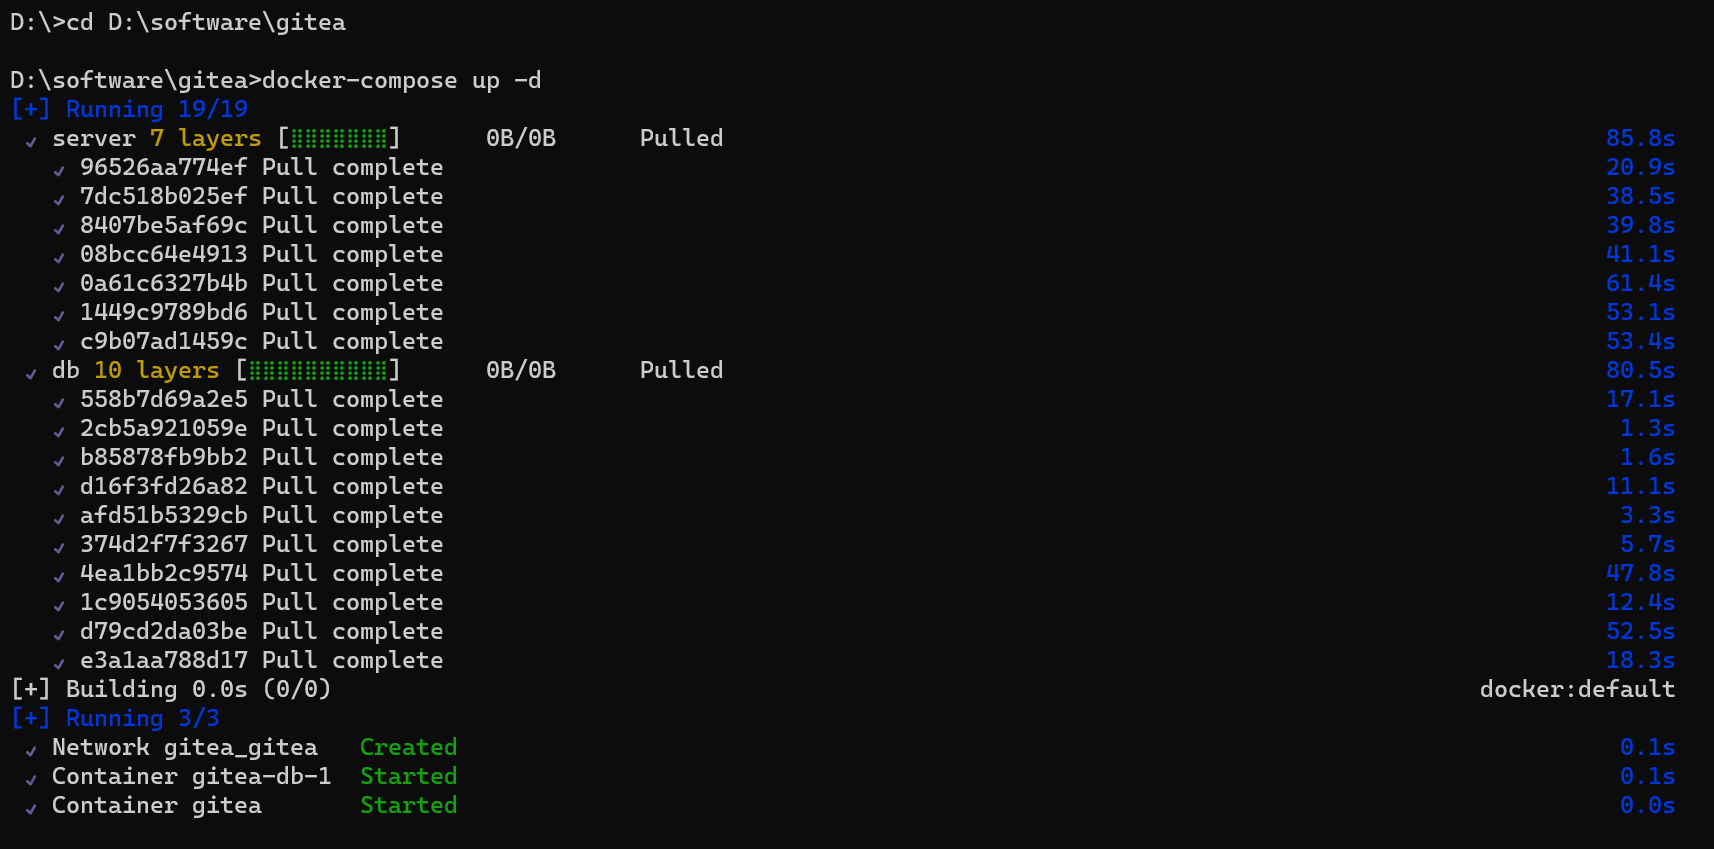 D:\>cd D:\software\gitea
D:\software\gitea>docker-compose up -d
[+] Running 19/19
✔ server 7 layers [⣿⣿⣿⣿⣿⣿⣿] 0B/0B Pulled 85.8s
✔ 96526aa774ef Pull complete 20.9s
✔ 7dc518b025ef Pull complete 38.5s
✔ 8407be5af69c Pull complete 39.8s
✔ 08bcc64e4913 Pull complete 41.1s
✔ 0a61c6327b4b Pull complete 61.4s
✔ 1449c9789bd6 Pull complete 53.1s
✔ c9b07ad1459c Pull complete 53.4s
✔ db 10 layers [⣿⣿⣿⣿⣿⣿⣿⣿⣿⣿] 0B/0B Pulled 80.5s
✔ 558b7d69a2e5 Pull complete 17.1s
✔ 2cb5a921059e Pull complete 1.3s
✔ b85878fb9bb2 Pull complete 1.6s
✔ d16f3fd26a82 Pull complete 11.1s
✔ afd51b5329cb Pull complete 3.3s
✔ 374d2f7f3267 Pull complete 5.7s
✔ 4ea1bb2c9574 Pull complete 47.8s
✔ 1c9054053605 Pull complete 12.4s
✔ d79cd2da03be Pull complete 52.5s
✔ e3a1aa788d17 Pull complete 18.3s
[+] Building 0.0s (0/0) docker:default
[+] Running 3/3
✔ Network gitea_gitea Created 0.1s
✔ Container gitea-db-1 Started 0.1s
✔ Container gitea Started 0.0s